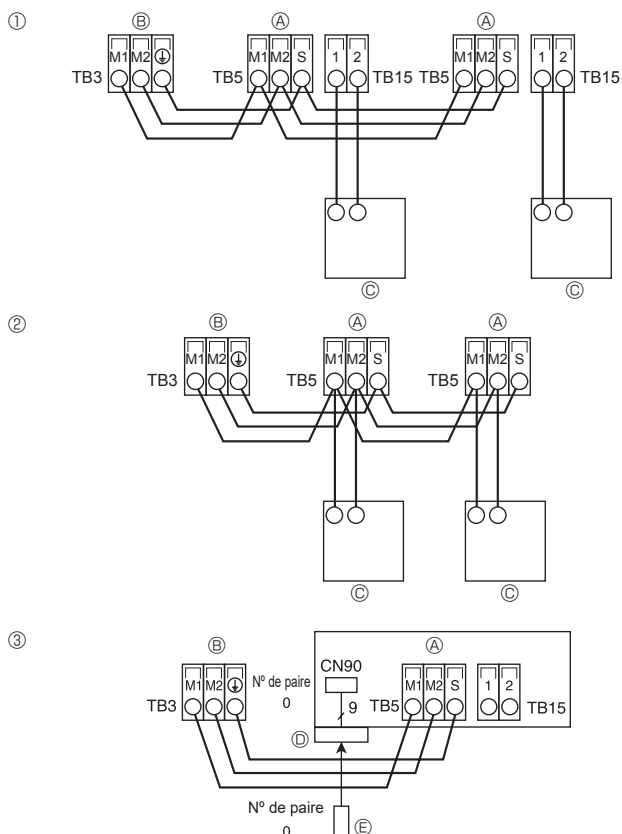 ①
Ⓑ Ⓐ Ⓐ
M1 M2 ⏚ M1 M2 S 1 2 M1 M2 S 1 2
TB3 TB5 TB15 TB5 TB15
Ⓒ Ⓒ
②
Ⓑ Ⓐ Ⓐ
M1 M2 ⏚ M1 M2 S M1 M2 S
TB3 TB5 TB5
Ⓒ Ⓒ
③
Ⓑ Ⓐ
CN90
M1 M2 ⏚ Nº de paire M1 M2 S 1 2
TB3 0 9 TB5 TB15
Ⓓ
Nº de paire
0 Ⓔ